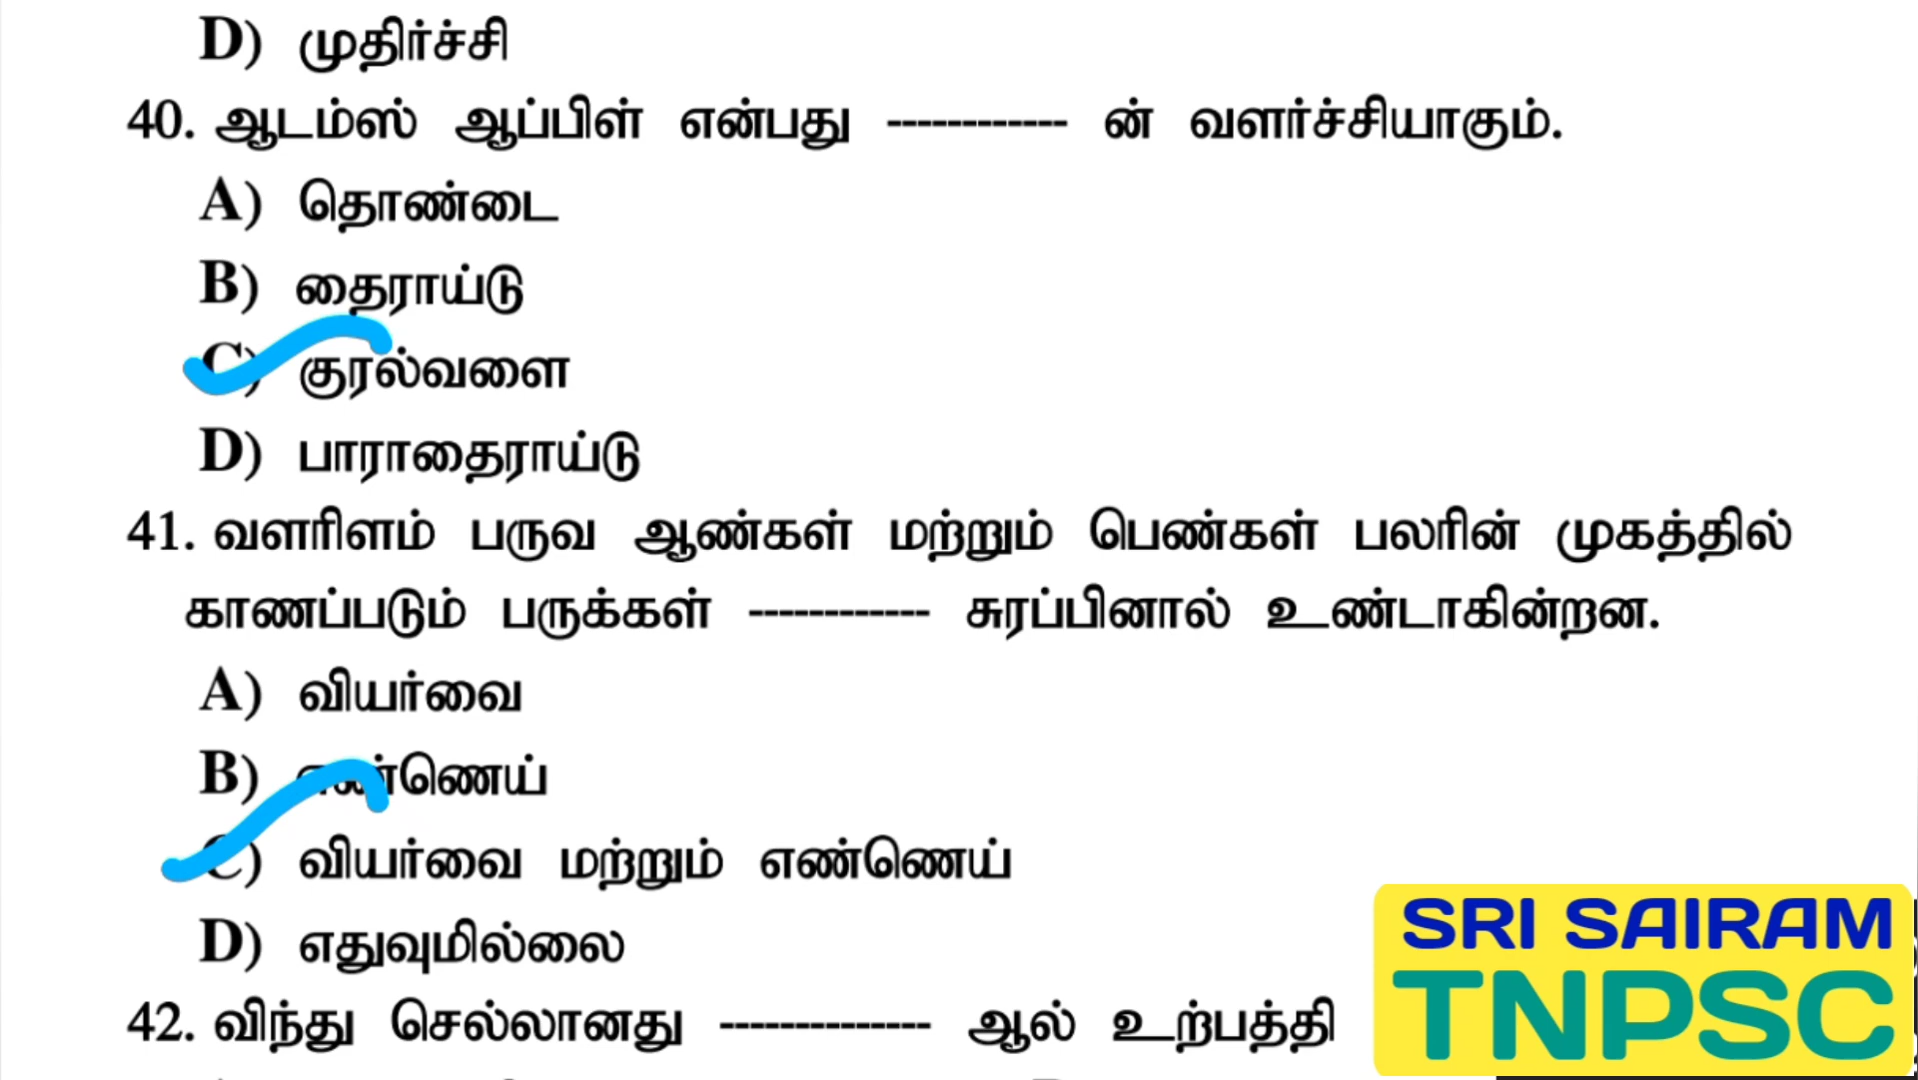 D) முதிர்ச்சி
40. ஆடம்ஸ் ஆப்பிள் என்பது ------------ ன் வளர்ச்சியாகும்.
A) தொண்டை
B) தைராய்டு
C) குரல்வளை
D) பாராதைராய்டு
41. வளரிளம் பருவ ஆண்கள் மற்றும் பெண்கள் பலரின் முகத்தில்
காணப்படும் பருக்கள் ------------ சுரப்பினால் உண்டாகின்றன.
A) வியர்வை
B) எண்ணெய்
C) வியர்வை மற்றும் எண்ணெய்
D) எதுவுமில்லை
42. விந்து செல்லானது -------------- ஆல் உற்பத்தி
SRI SAIRAM
TNPSC